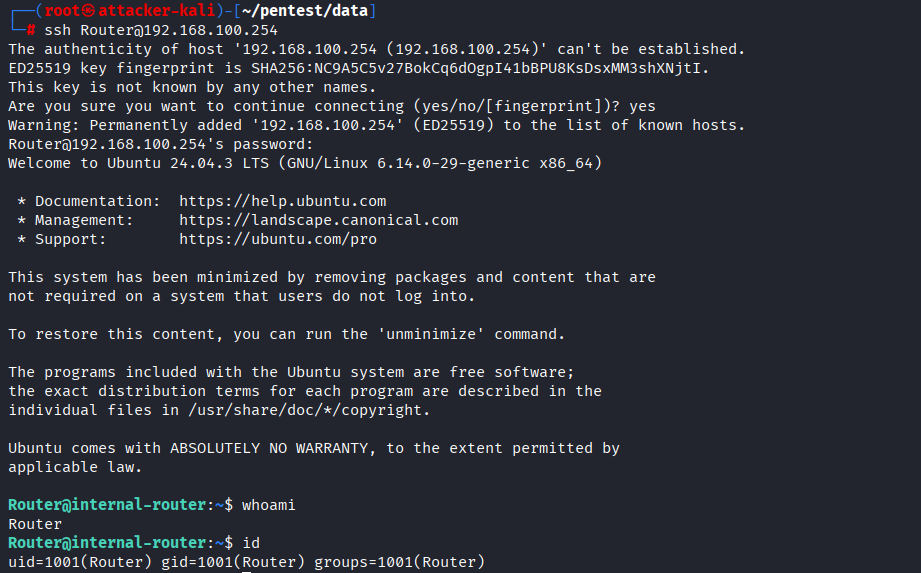 ┌──(root㉿attacker-kali)-[~/pentest/data]
└─# ssh Router@192.168.100.254
The authenticity of host '192.168.100.254 (192.168.100.254)' can't be established.
ED25519 key fingerprint is SHA256:NC9A5C5v27BokCq6dOgpI41bBPU8KsDsxMM3shXNjtI.
This key is not known by any other names.
Are you sure you want to continue connecting (yes/no/[fingerprint])? yes
Warning: Permanently added '192.168.100.254' (ED25519) to the list of known hosts.
Router@192.168.100.254's password:
Welcome to Ubuntu 24.04.3 LTS (GNU/Linux 6.14.0-29-generic x86_64)

 * Documentation:  https://help.ubuntu.com
 * Management:     https://landscape.canonical.com
 * Support:        https://ubuntu.com/pro

This system has been minimized by removing packages and content that are
not required on a system that users do not log into.

To restore this content, you can run the 'unminimize' command.

The programs included with the Ubuntu system are free software;
the exact distribution terms for each program are described in the
individual files in /usr/share/doc/*/copyright.

Ubuntu comes with ABSOLUTELY NO WARRANTY, to the extent permitted by
applicable law.

Router@internal-router:~$ whoami
Router
Router@internal-router:~$ id
uid=1001(Router) gid=1001(Router) groups=1001(Router)